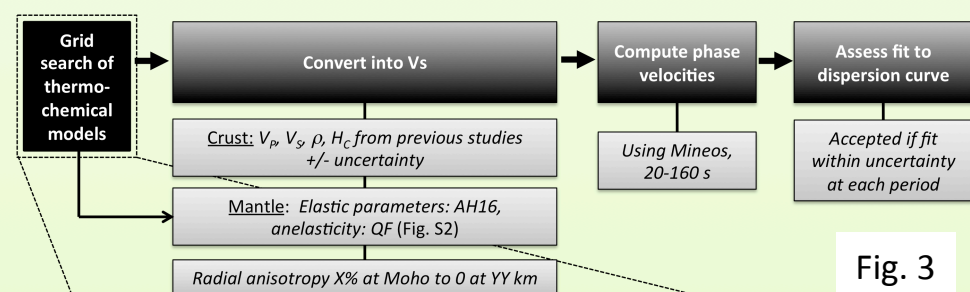 Grid
search of
thermo-
chemical
models
Convert into Vs
Compute phase
velocities
Assess fit to
dispersion curve
Crust: VP, VS, ρ, HC from previous studies
+/- uncertainty
Using Mineos,
20-160 s
Accepted if fit
within uncertainty
at each period
Mantle: Elastic parameters: AH16,
anelasticity: QF (Fig. S2)
Radial anisotropy X% at Moho to 0 at YY km
Fig. 3